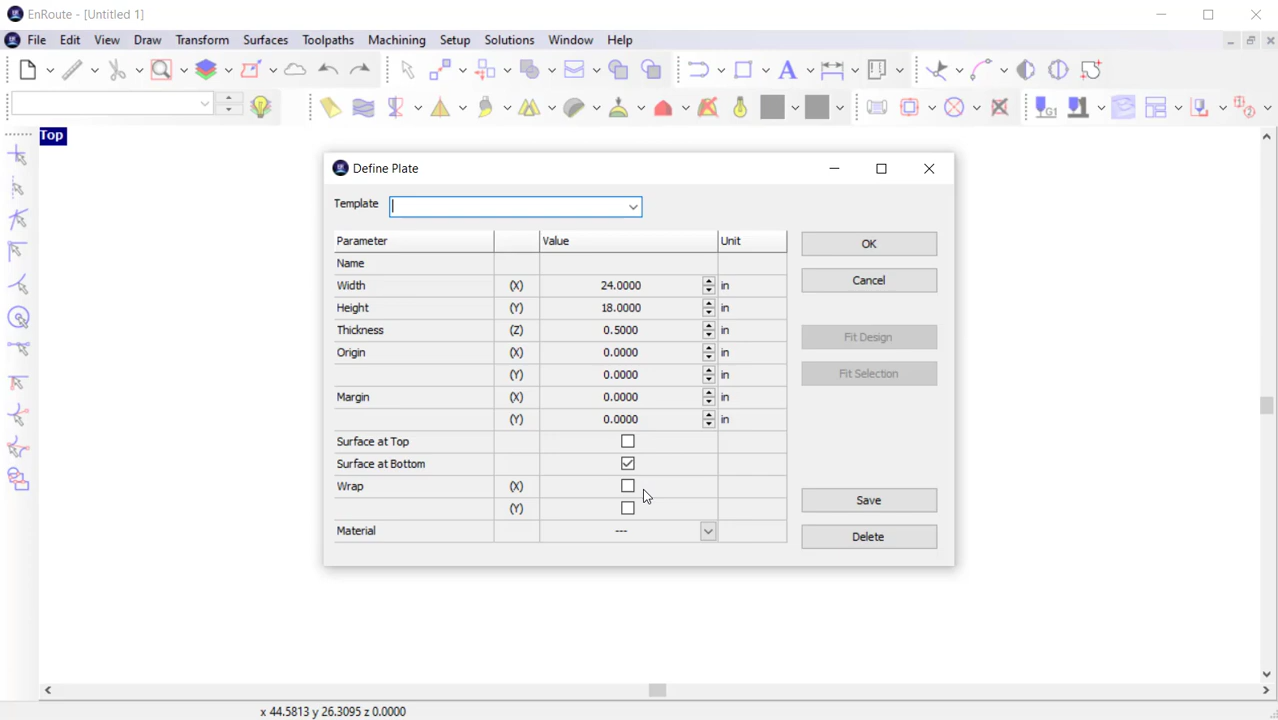 EnRoute - [Untitled 1]
File Edit View Draw Transform Surfaces Toolpaths Machining Setup Solutions Window Help
Top
Define Plate
Template
Parameter Value Unit
Name
Width (X) 24.0000 in
Height (Y) 18.0000 in
Thickness (Z) 0.5000 in
Origin (X) 0.0000 in
(Y) 0.0000 in
Margin (X) 0.0000 in
(Y) 0.0000 in
Surface at Top
Surface at Bottom
Wrap (X)
(Y)
Material ---
OK
Cancel
Fit Design
Fit Selection
Save
Delete
x 44.5813 y 26.3095 z 0.0000